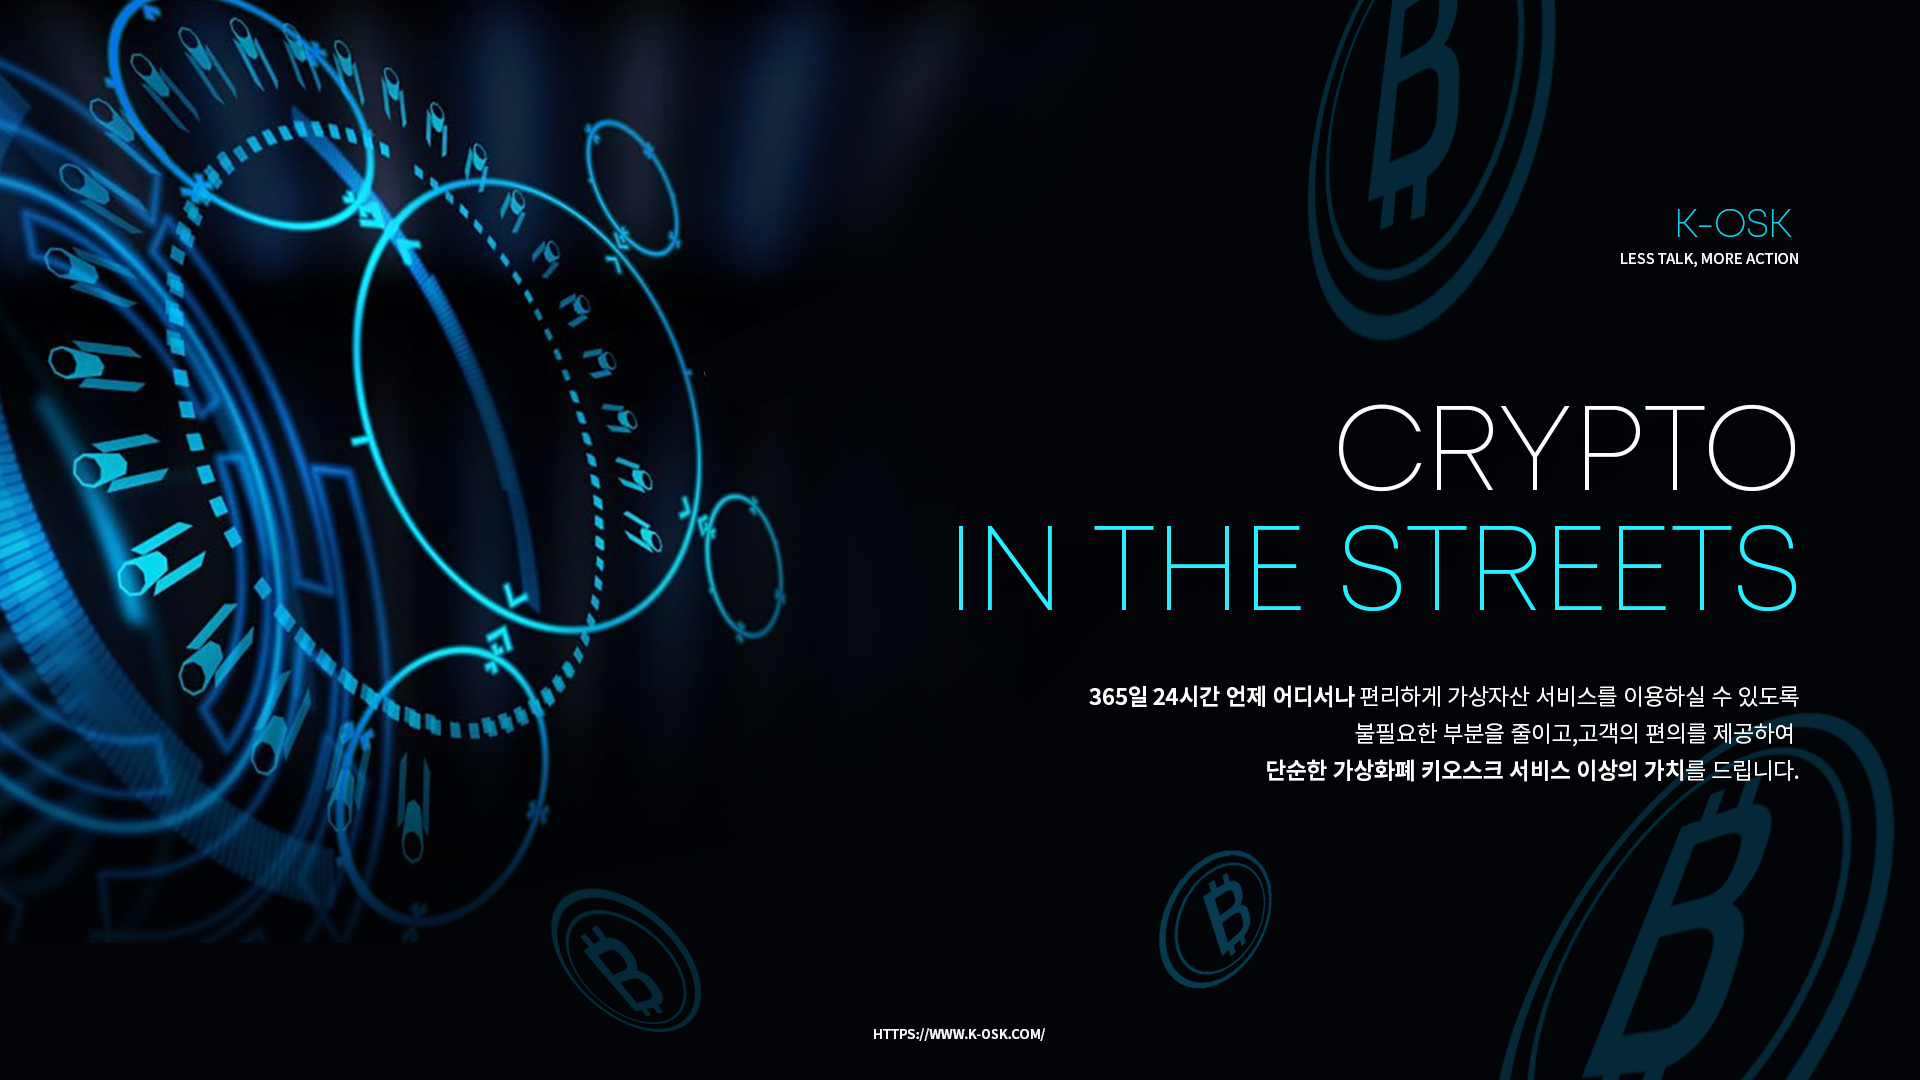 K-OSK
LESS TALK, MORE ACTION
CRYPTO
IN THE STREETS
365일 24시간 언제 어디서나 편리하게 가상자산 서비스를 이용하실 수 있도록
불필요한 부분을 줄이고,고객의 편의를 제공하여
단순한 가상화폐 키오스크 서비스 이상의 가치를 드립니다.
HTTPS://WWW.K-OSK.COM/